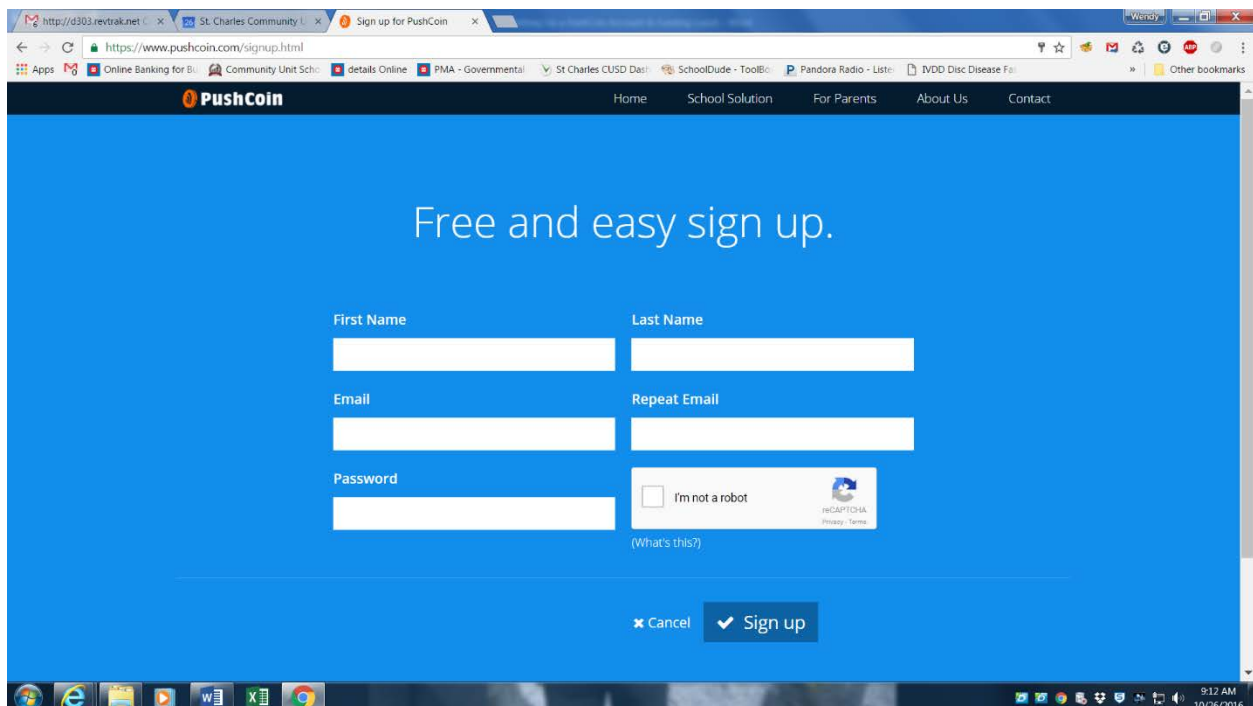 http://d303.revtrak.net
St. Charles Community
Sign up for PushCoin
Wendy
https://www.pushcoin.com/signup.html
Apps
Online Banking for Bu
Community Unit Scho
details Online
PMA - Governmental
St Charles CUSD Dash
SchoolDude - ToolBo
Pandora Radio - Liste
IVDD Disc Disease Fa
»
Other bookmarks
PushCoin
Home
School Solution
For Parents
About Us
Contact
Free and easy sign up.
First Name
Last Name
Email
Repeat Email
Password
I'm not a robot
reCAPTCHA
Privacy - Terms
(What's this?)
Cancel
Sign up
9:12 AM
10/26/2016